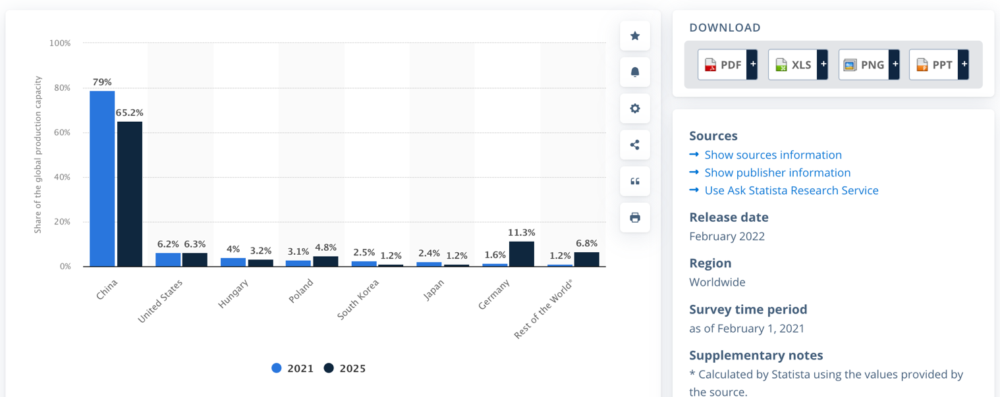 Share of the global production capacity
100%
80%
60%
40%
20%
0%
79%
65.2%
6.2%
6.3%
4%
3.2%
3.1%
4.8%
2.5%
1.2%
2.4%
1.2%
1.6%
11.3%
1.2%
6.8%
China
United States
Hungary
Poland
South Korea
Japan
Germany
Rest of the World*
2021
2025
DOWNLOAD
PDF +
XLS +
PNG +
PPT +
Sources
→ Show sources information
→ Show publisher information
→ Use Ask Statista Research Service
Release date
February 2022
Region
Worldwide
Survey time period
as of February 1, 2021
Supplementary notes
* Calculated by Statista using the values provided by
the source.